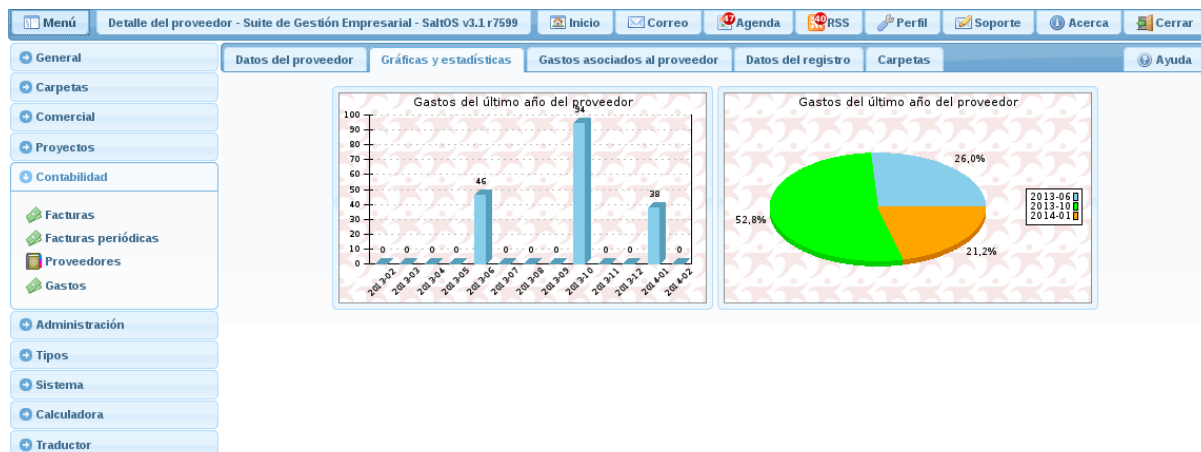 Menú
Detalle del proveedor - Suite de Gestión Empresarial - SaltOS v3.1 r7599
Inicio
Correo
47
Agenda
40
RSS
Perfil
Soporte
Acerca
Cerrar
General
Carpetas
Comercial
Proyectos
Contabilidad
Facturas
Facturas periódicas
Proveedores
Gastos
Administración
Tipos
Sistema
Calculadora
Traductor
Datos del proveedor
Gráficas y estadísticas
Gastos asociados al proveedor
Datos del registro
Carpetas
Ayuda
Gastos del último año del proveedor
100
90
80
70
60
50
40
30
20
10
0
0 0 0 0 46 0 0 0 94 0 0 38 0
2013-02 2013-03 2013-04 2013-05 2013-06 2013-07 2013-08 2013-09 2013-10 2013-11 2013-12 2014-01 2014-02
Gastos del último año del proveedor
26,0%
52,8%
21,2%
2013-06
2013-10
2014-01